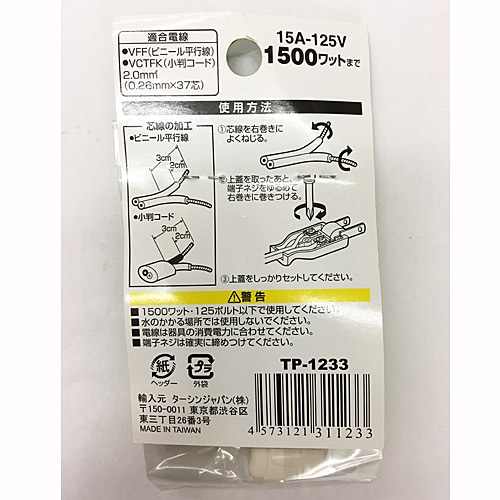 適合電線
●VFF(ビニール平行線)
●VCTFK(小判コード)
2.0m㎡
(0.26mm×37芯)
15A-125V
1500ワットまで
使用方法
芯線の加工
●ビニール平行線
3cm
2cm
●小判コード
3cm
2cm
①芯線を右巻きに
よくねじる。
②上蓋を取ったあと、
端子ネジをゆるめて
右巻きに巻きつける。
③上蓋をしっかりセットしてください。
⚠警告
■1500ワット・125ボルト以下で使用してください。
■水のかかる場所では使用しないでください。
■電線は器具の消費電力に合わせてください。
■端子ネジは確実に締めつけてください。
紙
ヘッダー
プラ
外袋
TP-1233
輸入元 ターシンジャパン(株)
〒150-0011 東京都渋谷区
東三丁目26番3号
MADE IN TAIWAN
4 573121 311233